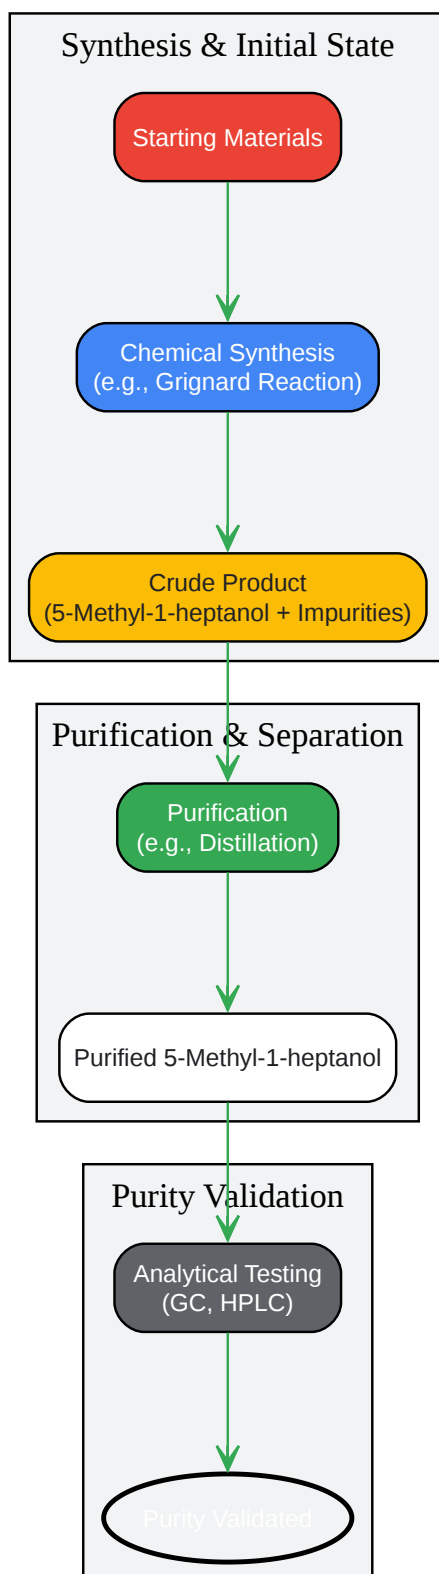 Synthesis & Initial State
Starting Materials
Chemical Synthesis
(e.g., Grignard Reaction)
Crude Product
(5-Methyl-1-heptanol + Impurities)
Purification & Separation
Purification
(e.g., Distillation)
Purified 5-Methyl-1-heptanol
Purity Validation
Analytical Testing
(GC, HPLC)
Purity Validated